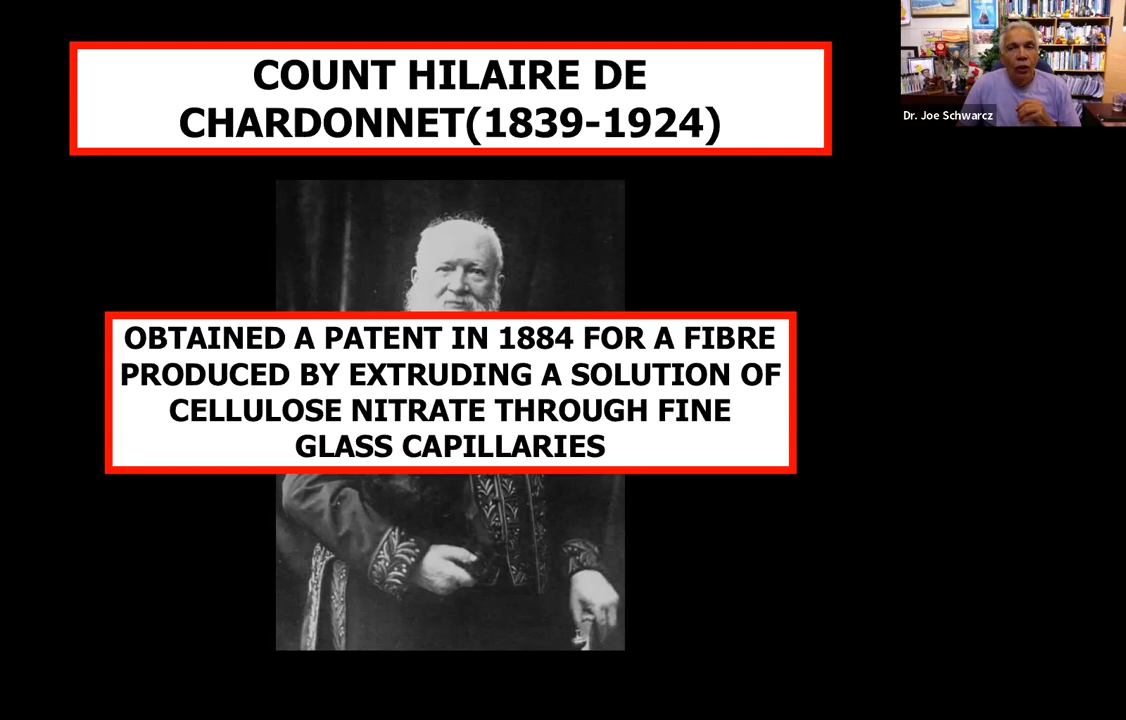 COUNT HILAIRE DE
CHARDONNET(1839-1924)
Dr. Joe Schwarcz
OBTAINED A PATENT IN 1884 FOR A FIBRE
PRODUCED BY EXTRUDING A SOLUTION OF
CELLULOSE NITRATE THROUGH FINE
GLASS CAPILLARIES